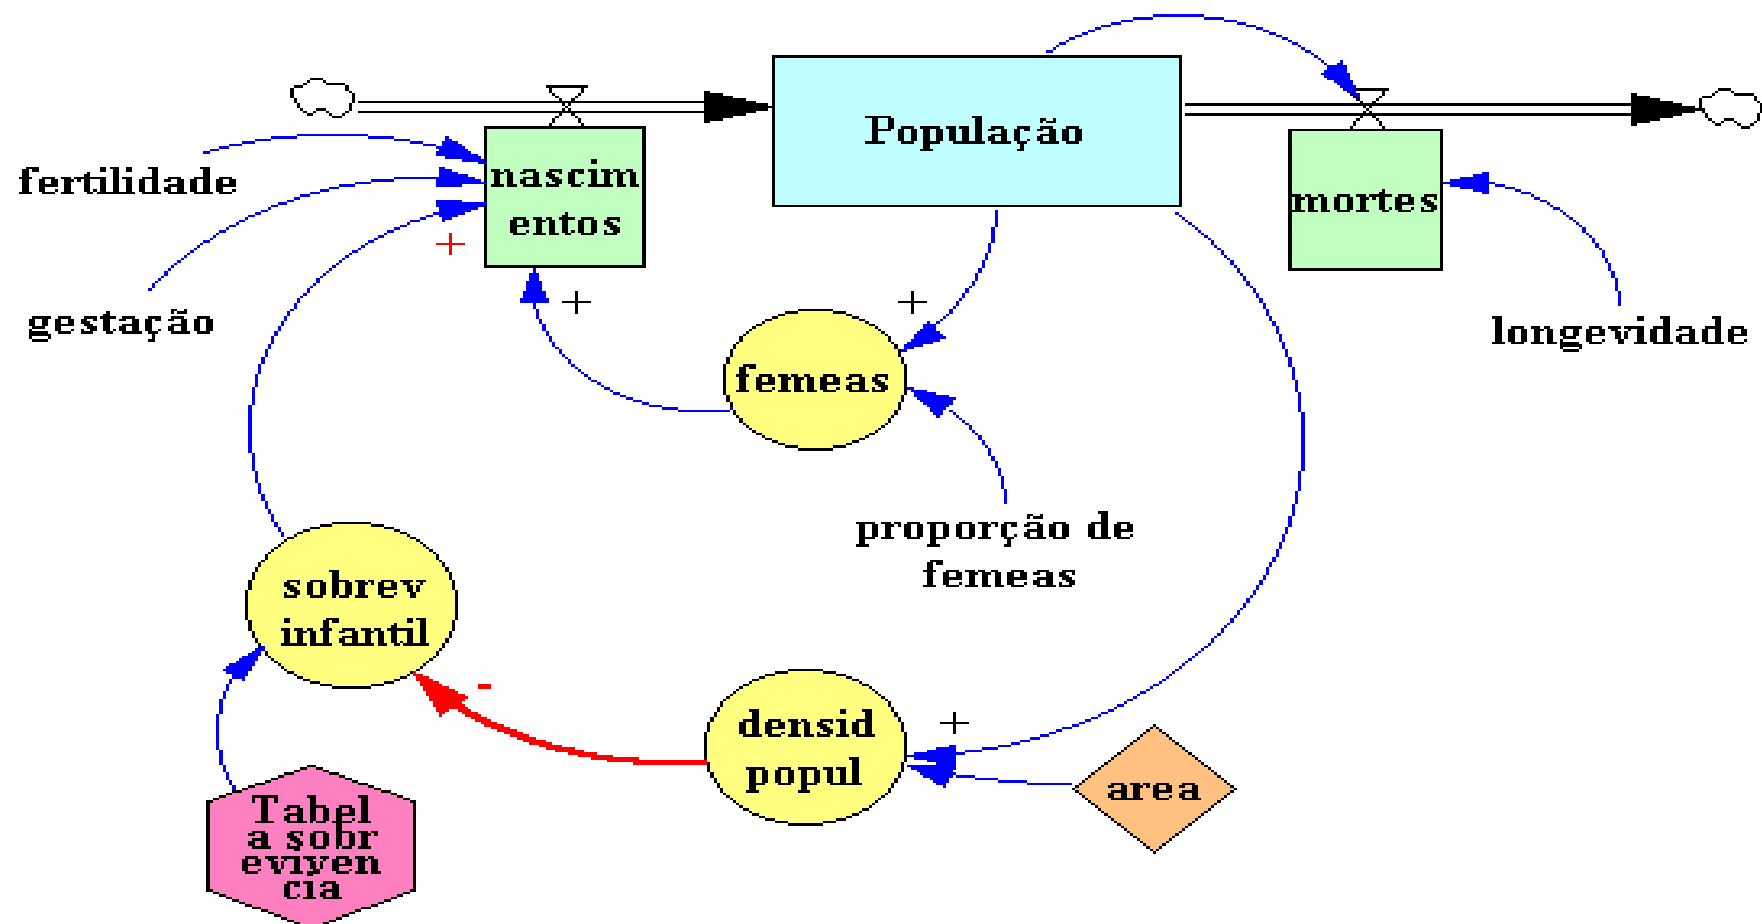 População
fertilidade
nascim
entos
mortes
+
gestação
+
+
longevidade
femeas
proporção de
femeas
sobrev
infantil
-
densid
popul
+
area
Tabel
a sobr
eviven
cia